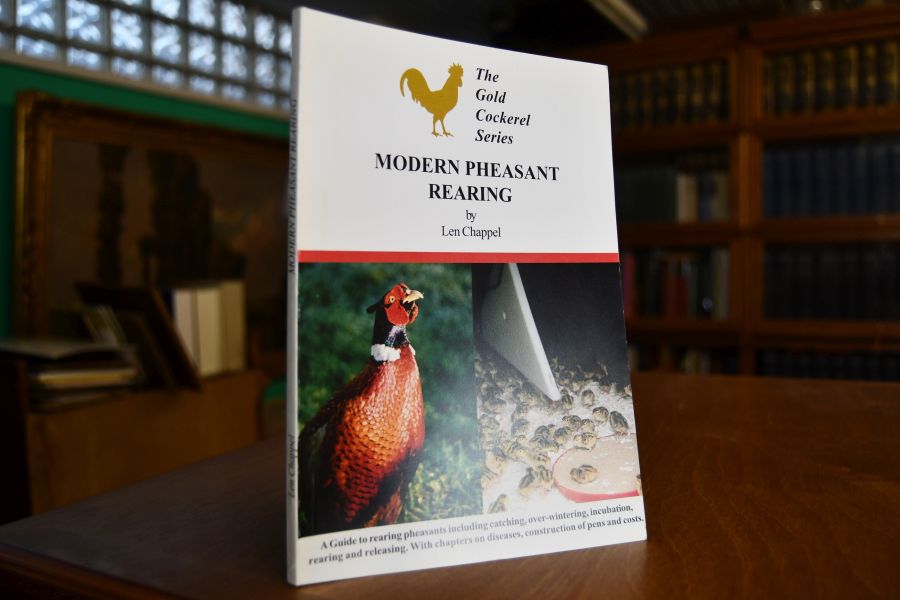 The
Gold
Cockerel
Series
MODERN PHEASANT
REARING
by
Len Chappel
A Guide to rearing pheasants including catching, over-wintering, incubation,
rearing and releasing. With chapters on diseases, construction of pens and costs.
MODERN PHEASANT REARING
Len Chappel